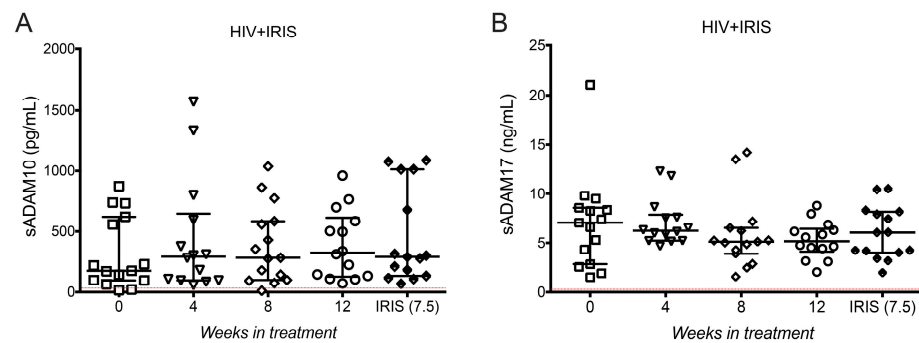 A
HIV+IRIS
sADAM10 (pg/mL)
2000
1500
1000
500
0
0 4 8 12 IRIS (7.5)
Weeks in treatment
B
HIV+IRIS
sADAM17 (ng/mL)
25
20
15
10
5
0
0 4 8 12 IRIS (7.5)
Weeks in treatment